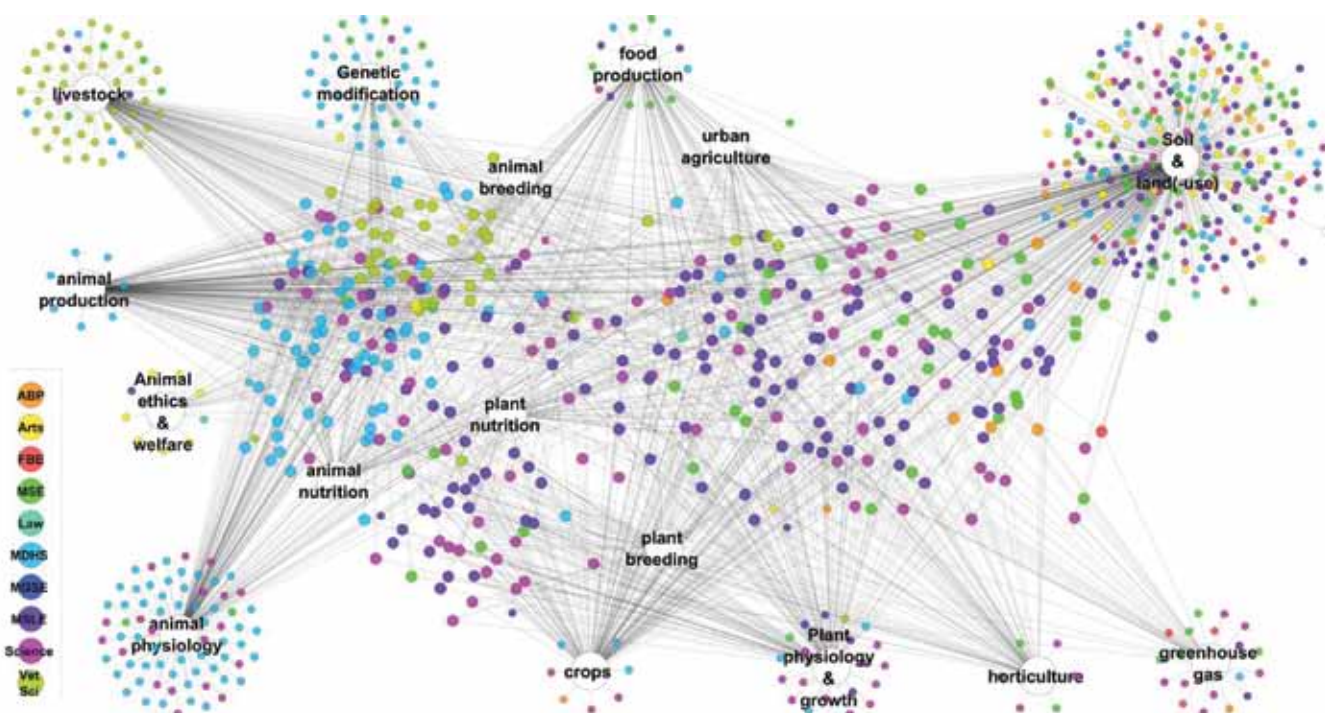 livestock
Genetic
modification
food
production
urban
agriculture
animal
breeding
Soil
&
land(-use)
animal
production
Animal
ethics
&
welfare
plant
nutrition
animal
nutrition
plant
breeding
animal
physiology
crops
Plant
physiology
&
growth
horticulture
greenhouse
gas
ABP
Arts
FBE
MSE
Law
MDHS
MGSE
MSLE
Science
Vet
Sci